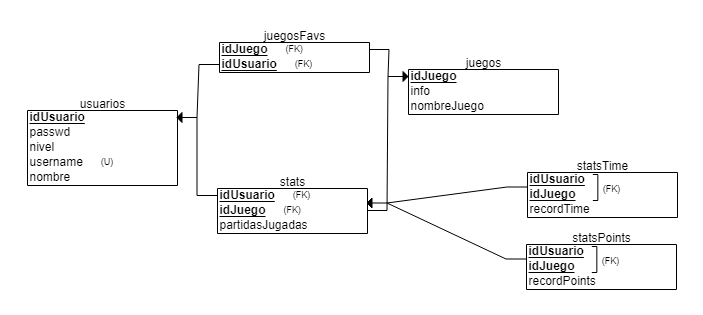 juegosFavs
idJuego (FK)
idUsuario (FK)
juegos
idJuego
info
nombreJuego
usuarios
idUsuario
passwd
nivel
username (U)
nombre
stats
idUsuario (FK)
idJuego (FK)
partidasJugadas
statsTime
idUsuario
idJuego (FK)
recordTime
statsPoints
idUsuario
idJuego (FK)
recordPoints